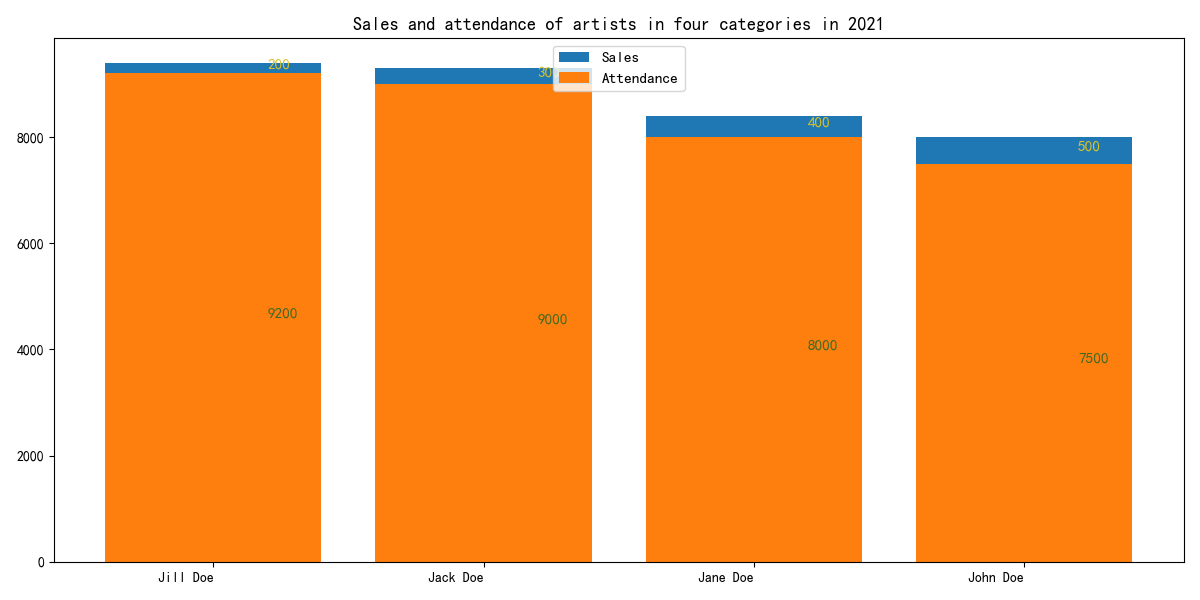 Sales and attendance of artists in four categories in 2021
Sales
Attendance
200
400
500
9200
9000
8000
7500
8000
6000
4000
2000
0
Jill Doe
Jack Doe
Jane Doe
John Doe